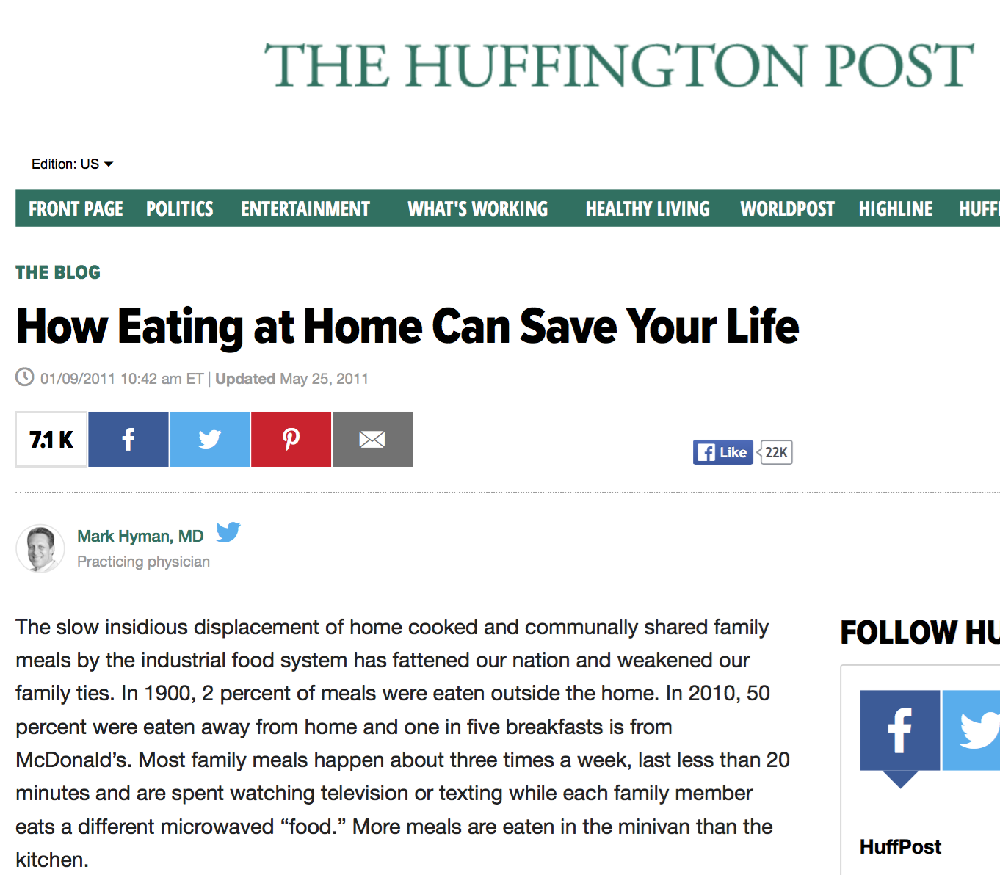 THE HUFFINGTON POST
Edition: US
FRONT PAGE POLITICS ENTERTAINMENT WHAT'S WORKING HEALTHY LIVING WORLDPOST HIGHLINE HUFF
THE BLOG
How Eating at Home Can Save Your Life
01/09/2011 10:42 am ET | Updated May 25, 2011
7.1 K
Like 22K
Mark Hyman, MD
Practicing physician
The slow insidious displacement of home cooked and communally shared family
meals by the industrial food system has fattened our nation and weakened our
family ties. In 1900, 2 percent of meals were eaten outside the home. In 2010, 50
percent were eaten away from home and one in five breakfasts is from
McDonald’s. Most family meals happen about three times a week, last less than 20
minutes and are spent watching television or texting while each family member
eats a different microwaved “food.” More meals are eaten in the minivan than the
kitchen.
FOLLOW HU
HuffPost